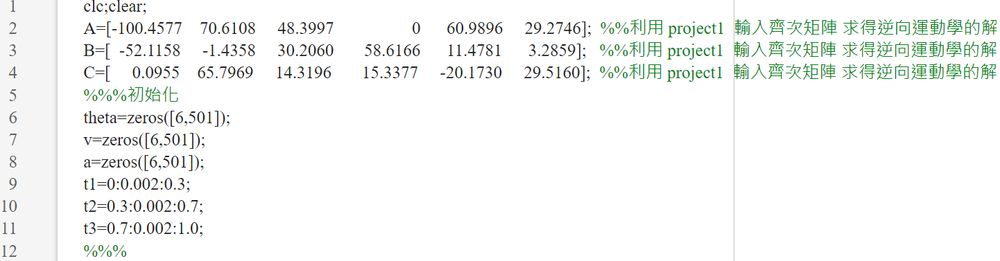 1 clc;clear;
2 A=[-100.4577 70.6108 48.3997 0 60.9896 29.2746]; %%利用 project1 輸入齊次矩陣 求得逆向運動學的解
3 B=[ -52.1158 -1.4358 30.2060 58.6166 11.4781 3.2859]; %%利用 project1 輸入齊次矩陣 求得逆向運動學的解
4 C=[ 0.0955 65.7969 14.3196 15.3377 -20.1730 29.5160]; %%利用 project1 輸入齊次矩陣 求得逆向運動學的解
5 %%%初始化
6 theta=zeros([6,501]);
7 v=zeros([6,501]);
8 a=zeros([6,501]);
9 t1=0:0.002:0.3;
10 t2=0.3:0.002:0.7;
11 t3=0.7:0.002:1.0;
12 %%%